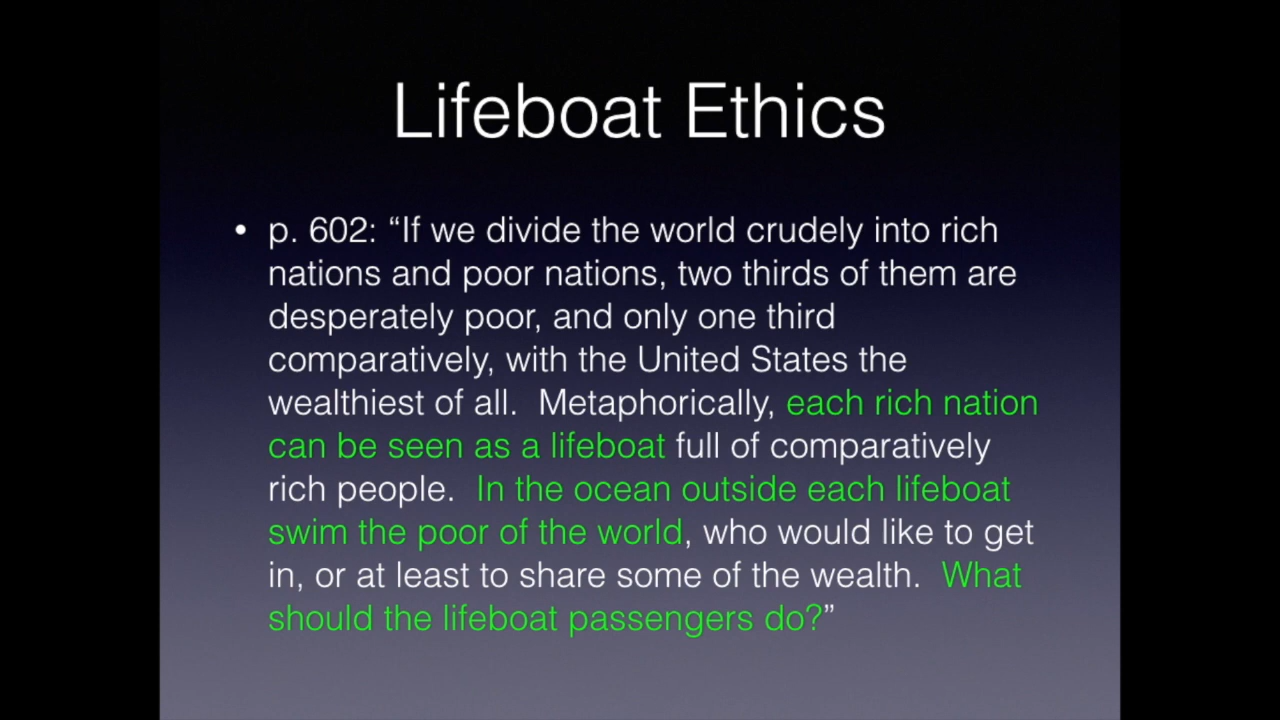 Lifeboat Ethics
• p. 602: “If we divide the world crudely into rich
nations and poor nations, two thirds of them are
desperately poor, and only one third
comparatively, with the United States the
wealthiest of all.  Metaphorically, each rich nation
can be seen as a lifeboat full of comparatively
rich people.  In the ocean outside each lifeboat
swim the poor of the world, who would like to get
in, or at least to share some of the wealth.  What
should the lifeboat passengers do?”